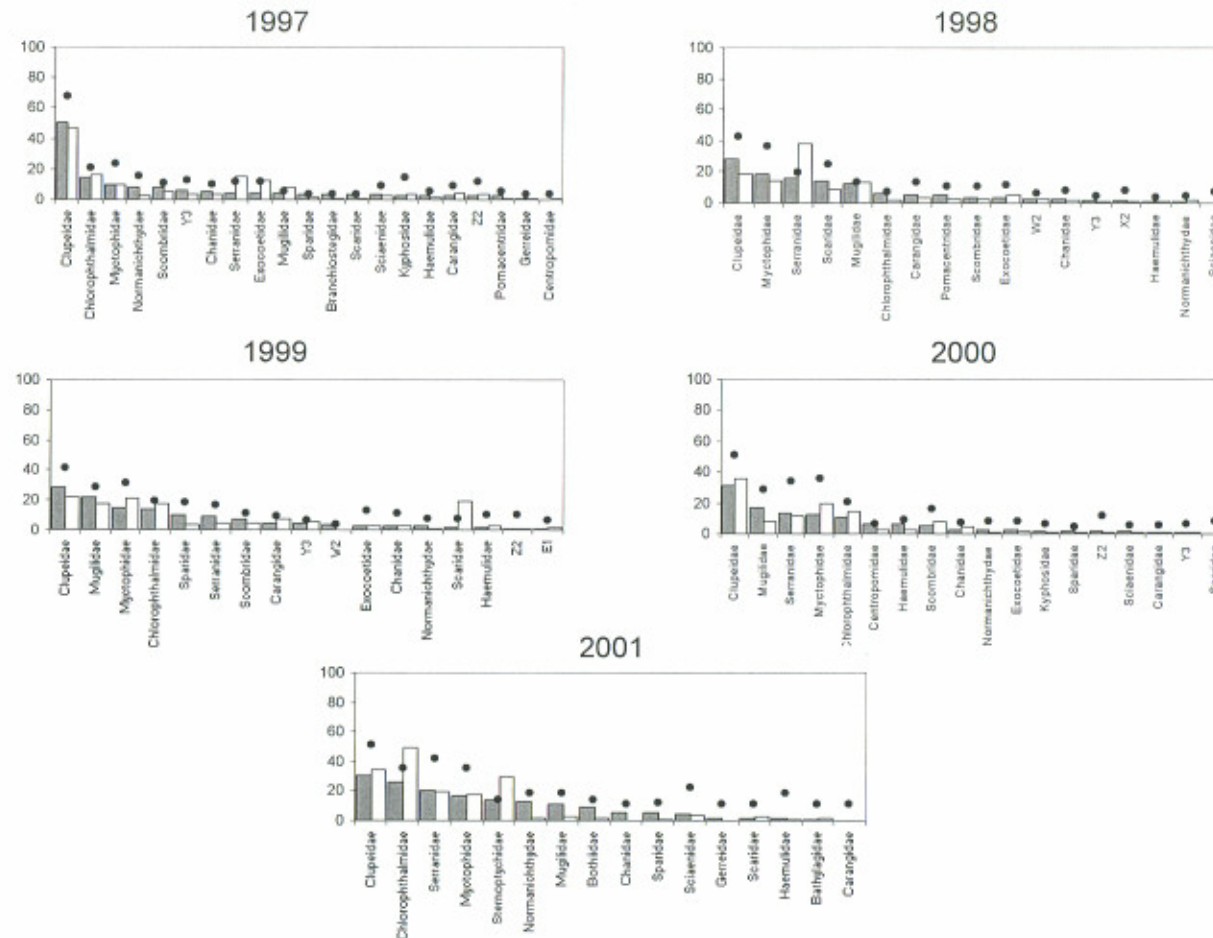 1997
100
80
60
40
20
0
Clupeidae
Chlorophthalmidae
Myctophidae
Normanichthydae
Scombridae
Y3
Chanidae
Serranidae
Exocoetidae
Mugilidae
Sparidae
Branchiostegidae
Scaridae
Sciaenidae
Kyphosidae
Haemulidae
Carangidae
Z2
Pomacentridae
Gerreidae
Centropomidae
1998
100
80
60
40
20
0
Clupeidae
Myctophidae
Serranidae
Scaridae
Mugilidae
Chlorophthalmidae
Carangidae
Pomacentridae
Scombridae
Exocoetidae
W2
Chanidae
Y3
X2
Haemulidae
Normanichthydae
1999
100
80
60
40
20
0
Clupeidae
Mugilidae
Myctophidae
Chlorophthalmidae
Sparidae
Serranidae
Scombridae
Carangidae
Y3
W2
Exocoetidae
Chanidae
Normanichthydae
Scaridae
Haemulidae
Z2
E1
2000
100
80
60
40
20
0
Clupeidae
Mugilidae
Serranidae
Myctophidae
Chlorophthalmidae
Centropomidae
Haemulidae
Scombridae
Chanidae
Normanichthydae
Exocoetidae
Kyphosidae
Sparidae
Z2
Sciaenidae
Carangidae
Y3
2001
100
80
60
40
20
0
Clupeidae
Chlorophthalmidae
Serranidae
Myctophidae
Sternoptychidae
Normanichthydae
Mugilidae
Bothidae
Chanidae
Sparidae
Sciaenidae
Gerreidae
Scaridae
Haemulidae
Bathylagidae
Carangidae